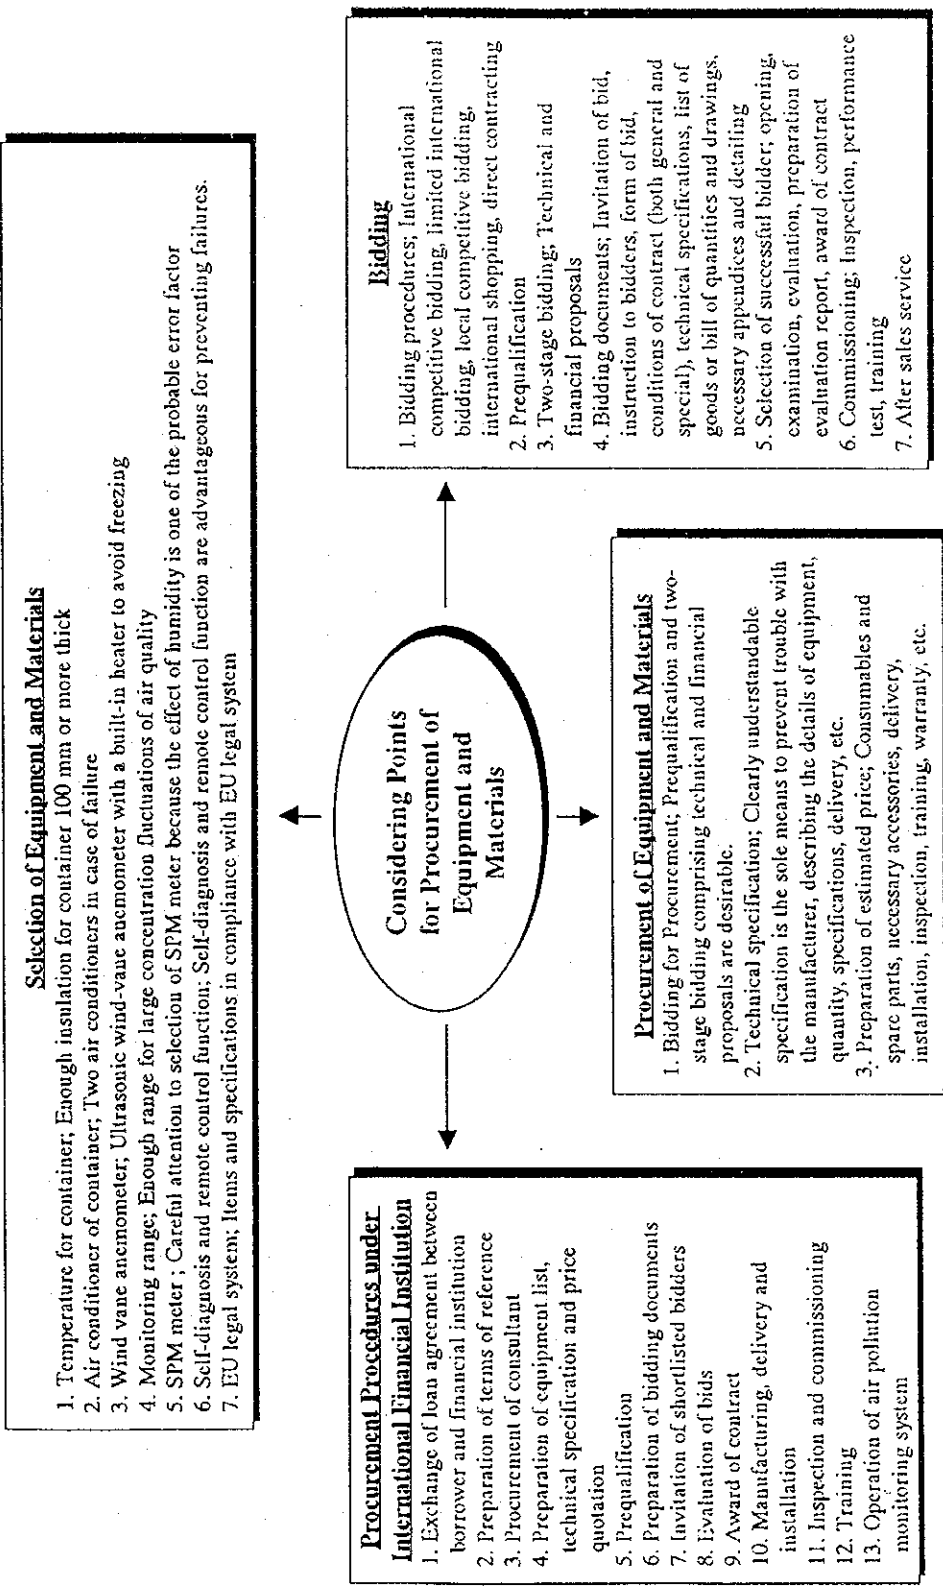 Selection of Equipment and Materials
1. Temperature for container; Enough insulation for container 100 mm or more thick
2. Air conditioner of container; Two air conditioners in case of failure
3. Wind vane anemometer; Ultrasonic wind-vane anemometer with a built-in heater to avoid freezing
4. Monitoring range; Enough range for large concentration fluctuations of air quality
5. SPM meter ; Careful attention to selection of SPM meter because the effect of humidity is one of the probable error factor
6. Self-diagnosis and remote control function; Self-diagnosis and remote control function are advantageous for preventing failures.
7. EU legal system; Items and specifications in compliance with EU legal system
Considering Points
for Procurement of
Equipment and
Materials
Procurement Procedures under
International Financial Institution
1. Exchange of loan agreement between
borrower and financial institution
2. Preparation of terms of reference
3. Procurement of consultant
4. Preparation of equipment list,
technical specification and price
quotation
5. Prequalification
6. Preparation of bidding documents
7. Invitation of shortlisted bidders
8. Evaluation of bids
9. Award of contract
10. Manufacturing, delivery and
installation
11. Inspection and commissioning
12. Training
13. Operation of air pollution
monitoring system
Procurement of Equipment and Materials
1. Bidding for Procurement; Prequalification and two-
stage bidding comprising technical and financial
proposals are desirable.
2. Technical specification; Clearly understandable
specification is the sole means to prevent trouble with
the manufacturer, describing the details of equipment,
quantity, specifications, delivery, etc.
3. Preparation of estimated price; Consumables and
spare parts, necessary accessories, delivery,
installation, inspection, training, warranty, etc.
Bidding
1. Bidding procedures; International
competitive bidding, limited international
bidding, local competitive bidding,
international shopping, direct contracting
2. Prequalification
3. Two-stage bidding; Technical and
financial proposals
4. Bidding documents; Invitation of bid,
instruction to bidders, form of bid,
conditions of contract (both general and
special), technical specifications, list of
goods or bill of quantities and drawings,
necessary appendices and detailing
5. Selection of successful bidder; opening,
examination, evaluation, preparation of
evaluation report, award of contract
6. Commissioning; Inspection, performance
test, training
7. After sales service